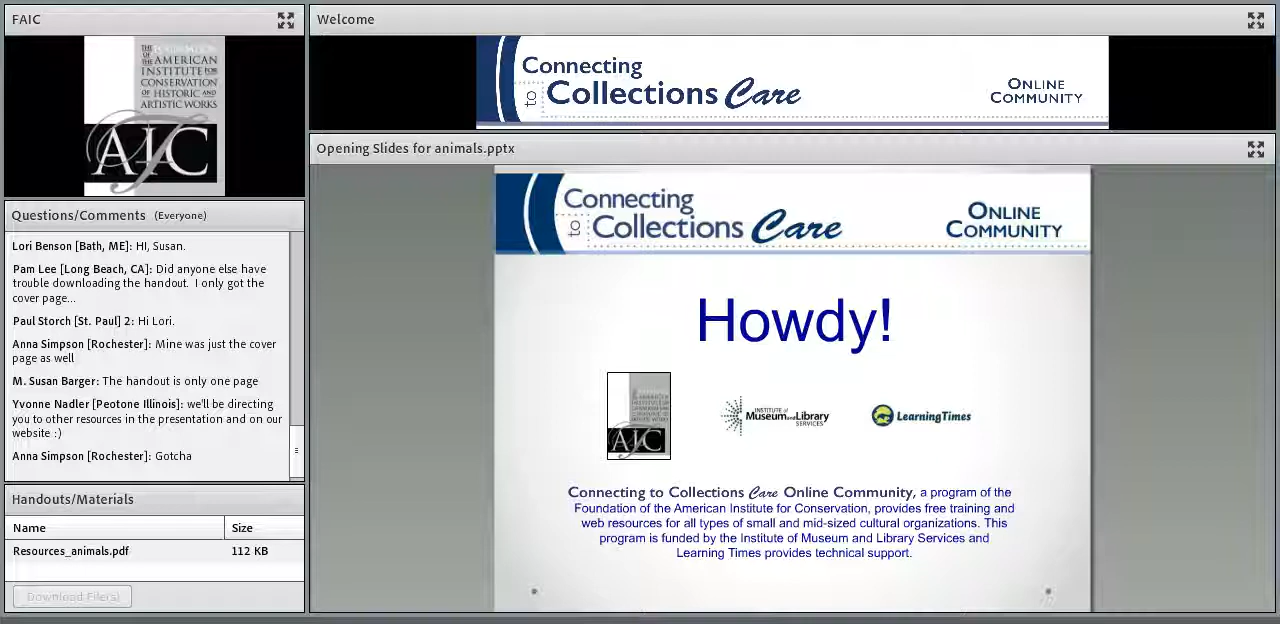 FAIC
THE FOUNDATION
OF THE AMERICAN
INSTITUTE FOR
CONSERVATION
OF HISTORIC AND
ARTISTIC WORKS
AIC
Questions/Comments (Everyone)
Lori Benson [Bath, ME]: HI, Susan.
Pam Lee [Long Beach, CA]: Did anyone else have
trouble downloading the handout. I only got the
cover page...
Paul Storch [St. Paul] 2: Hi Lori.
Anna Simpson [Rochester]: Mine was just the cover
page as well
M. Susan Barger: The handout is only one page
Yvonne Nadler [Peotone Illinois]: we'll be directing
you to other resources in the presentation and on our
website :)
Anna Simpson [Rochester]: Gotcha
Handouts/Materials
Name Size
Resources_animals.pdf 112 KB
Download File(s)
Welcome
Connecting
to Collections Care
ONLINE
COMMUNITY
Opening Slides for animals.pptx
Connecting
to Collections Care
ONLINE
COMMUNITY
Howdy!
AIC
INSTITUTE of
Museum and Library
SERVICES
LearningTimes
Connecting to Collections Care Online Community, a program of the
Foundation of the American Institute for Conservation, provides free training and
web resources for all types of small and mid-sized cultural organizations. This
program is funded by the Institute of Museum and Library Services and
Learning Times provides technical support.